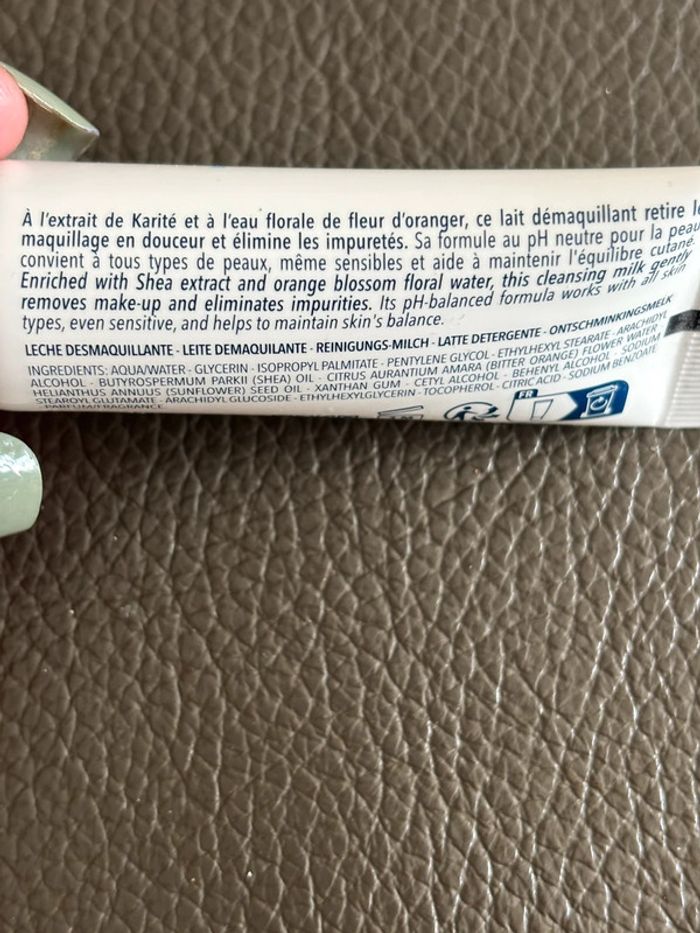 À l'extrait de Karité et à l'eau florale de fleur d'oranger, ce lait démaquillant retire le
maquillage en douceur et élimine les impuretés. Sa formule au pH neutre pour la peau
convient à tous types de peaux, même sensibles et aide à maintenir l'équilibre cutané.
Enriched with Shea extract and orange blossom floral water, this cleansing milk gently
removes make-up and eliminates impurities. Its pH-balanced formula works with all skin
types, even sensitive, and helps to maintain skin's balance.
LECHE DESMAQUILLANTE - LEITE DEMAQUILANTE - REINIGUNGS-MILCH - LATTE DETERGENTE - ONTSCHMINKINGSMELK
INGREDIENTS: AQUA/WATER - GLYCERIN - ISOPROPYL PALMITATE - PENTYLENE GLYCOL - ETHYLHEXYL STEARATE - ARACHIDYL
ALCOHOL - BUTYROSPERMUM PARKII (SHEA) OIL - CITRUS AURANTIUM AMARA (BITTER ORANGE) FLOWER WATER -
HELIANTHUS ANNUUS (SUNFLOWER) SEED OIL - XANTHAN GUM - CETYL ALCOHOL - BEHENYL ALCOHOL - SODIUM
STEAROYL GLUTAMATE - ARACHIDYL GLUCOSIDE - ETHYLHEXYLGLYCERIN - TOCOPHEROL - CITRIC ACID - SODIUM BENZOATE
- PARFUM/FRAGRANCE
FR